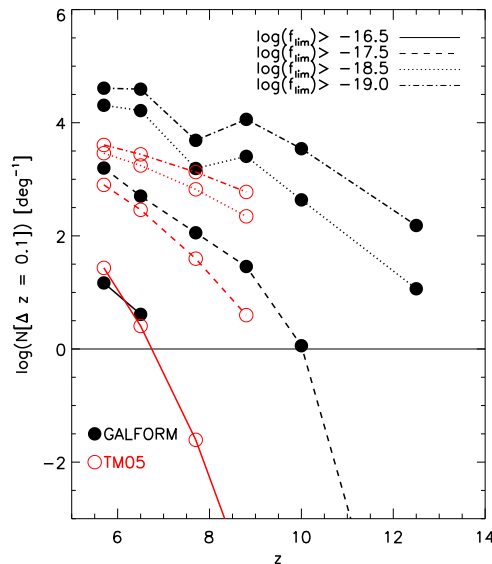 log(f_lim)> -16.5
log(f_lim)> -17.5
log(f_lim)> -18.5
log(f_lim)> -19.0
6
4
2
0
-2
log(N[Δ z = 0.1]) [deg⁻¹]
GALFORM
TM05
6 8 10 12 14
z